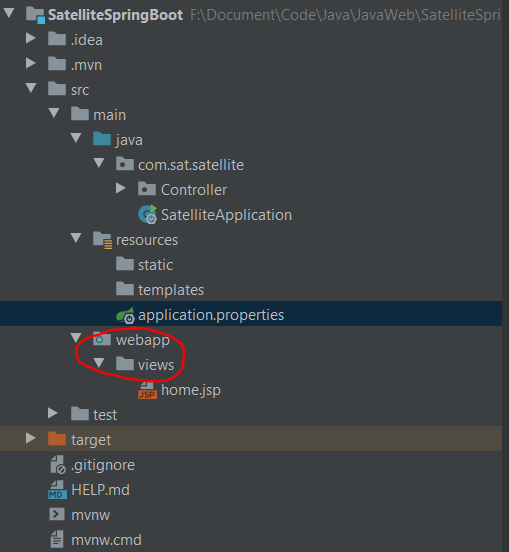 SatelliteSpringBoot F:\Document\Code\Java\JavaWeb\SatelliteSpri
.idea
.mvn
src
main
java
com.sat.satellite
Controller
SatelliteApplication
resources
static
templates
application.properties
webapp
views
JSP home.jsp
test
target
.gitignore
MD HELP.md
mvnw
mvnw.cmd